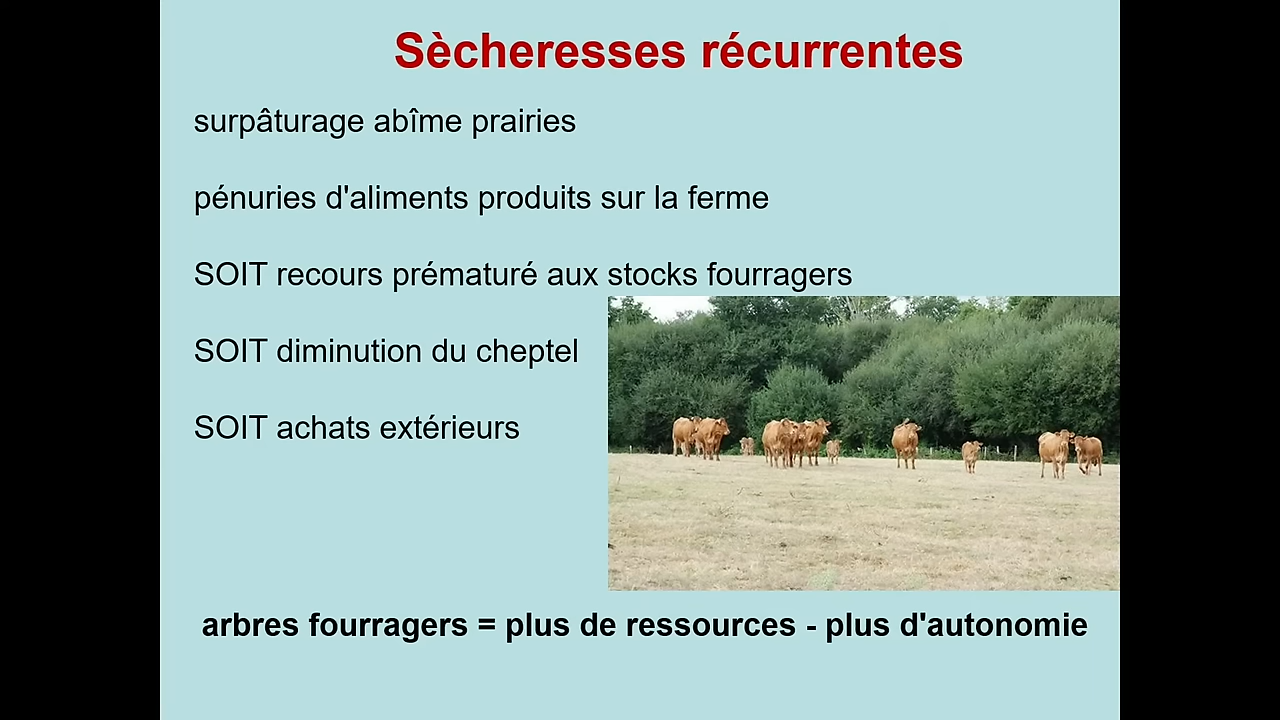 Sècheresses récurrentes
surpâturage abîme prairies
pénuries d'aliments produits sur la ferme
SOIT recours prématuré aux stocks fourragers
SOIT diminution du cheptel
SOIT achats extérieurs
arbres fourragers = plus de ressources - plus d'autonomie